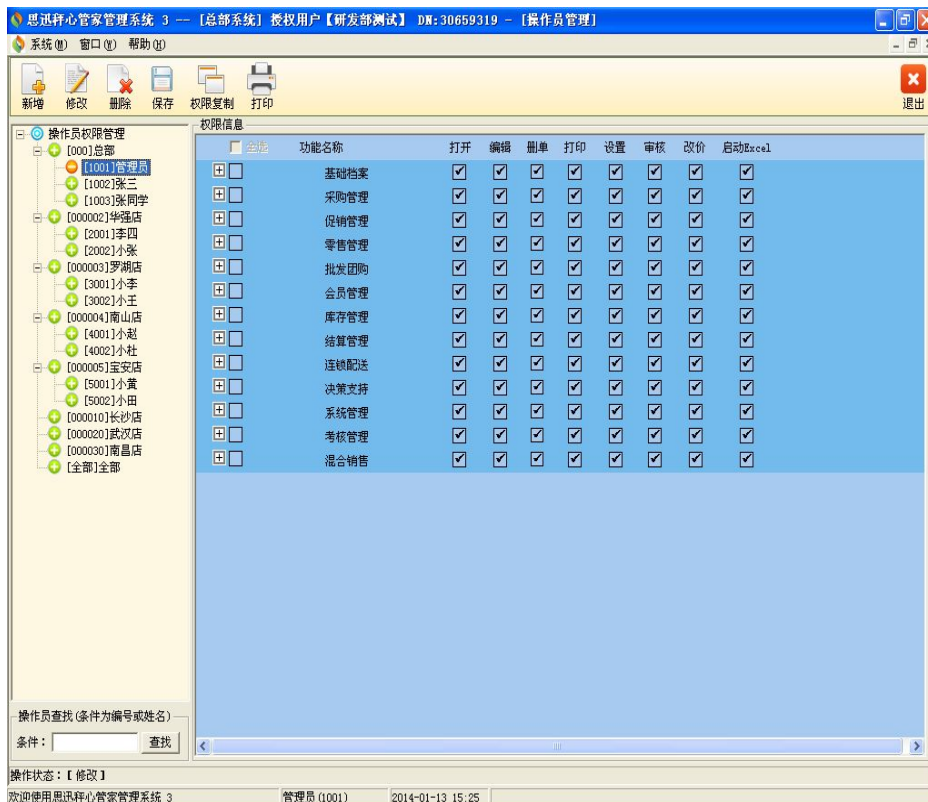 思迅秤心管家管理系统 3 -- [总部系统] 授权用户【研发部测试】 DN:30659319 - [操作员管理]
系统(M) 窗口(W) 帮助(H)
新增 修改 删除 保存 权限复制 打印 退出
操作员权限管理
[000]总部
[1001]管理员
[1002]张三
[1003]张同学
[000002]华强店
[2001]李四
[2002]小张
[000003]罗湖店
[3001]小李
[3002]小王
[000004]南山店
[4001]小赵
[4002]小杜
[000005]宝安店
[5001]小黄
[5002]小田
[000010]长沙店
[000020]武汉店
[000030]南昌店
[全部]全部
操作员查找(条件为编号或姓名)
条件: 查找
权限信息
全选 功能名称 打开 编辑 删单 打印 设置 审核 改价 启动Excel
基础档案
采购管理
促销管理
零售管理
批发团购
会员管理
库存管理
结算管理
连锁配送
决策支持
系统管理
考核管理
混合销售
操作状态:【修改】
欢迎使用思迅秤心管家管理系统 3 管理员(1001) 2014-01-13 15:25